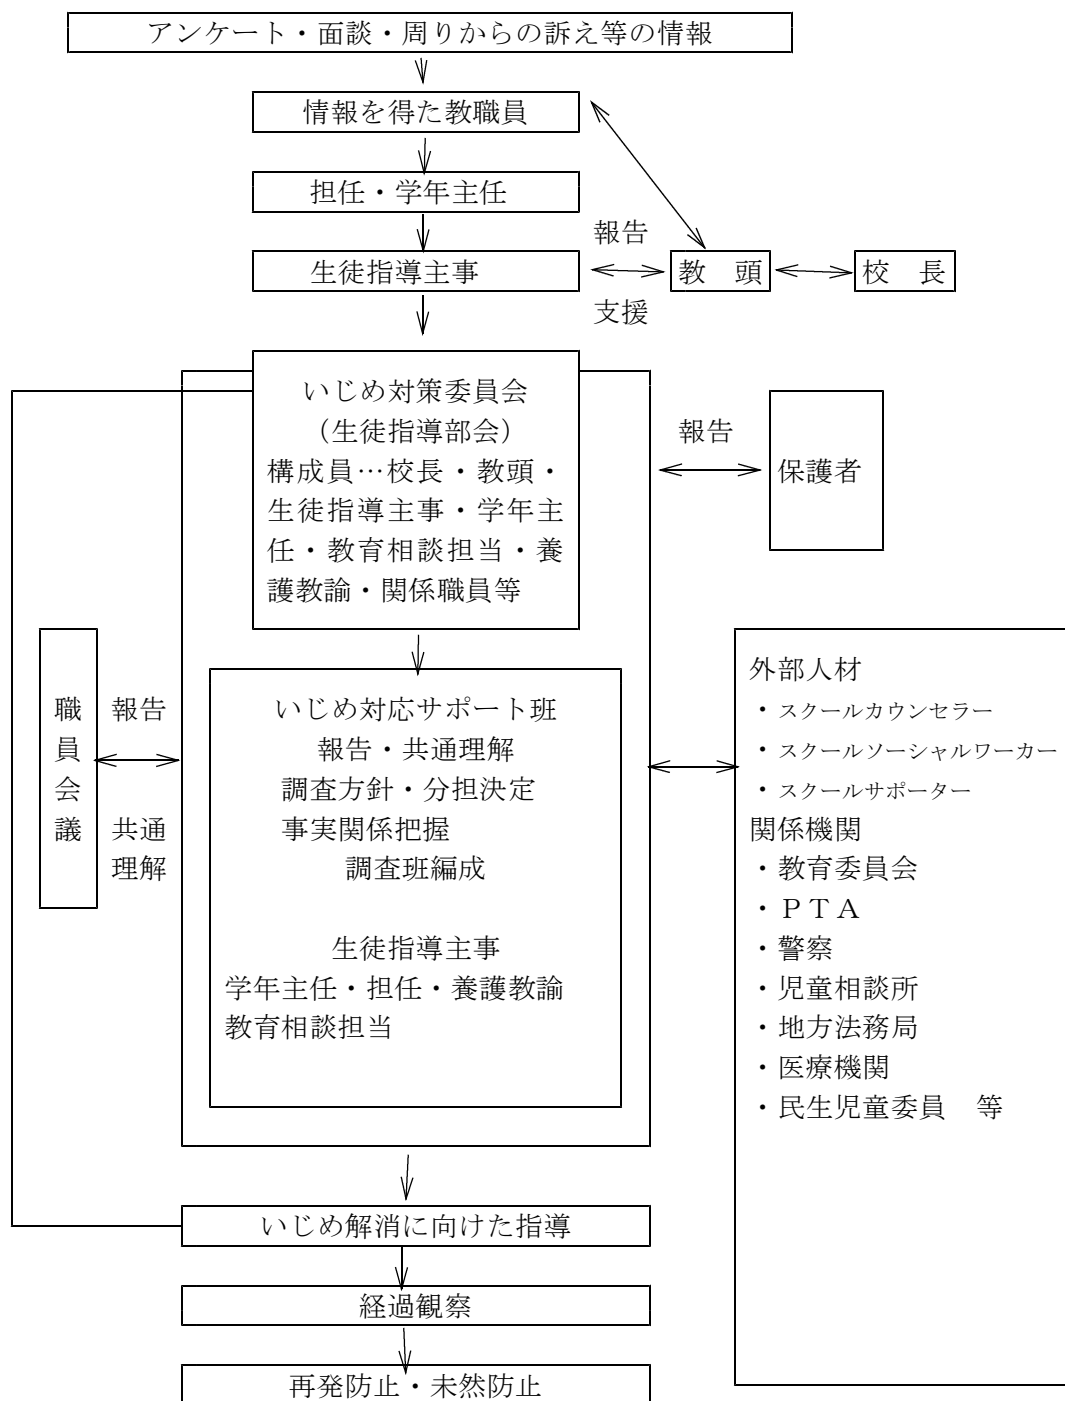 アンケート・面談・周りからの訴え等の情報
情報を得た教職員
担任・学年主任
報告
生徒指導主事
教　頭
校　長
支援
いじめ対策委員会
（生徒指導部会）
構成員…校長・教頭・
生徒指導主事・学年主
任・教育相談担当・養
護教諭・関係職員等
報告
保護者
職員会議
報告
共通
理解
いじめ対応サポート班
報告・共通理解
調査方針・分担決定
事実関係把握
調査班編成
生徒指導主事
学年主任・担任・養護教諭
教育相談担当
外部人材
・スクールカウンセラー
・スクールソーシャルワーカー
・スクールサポーター
関係機関
・教育委員会
・ＰＴＡ
・警察
・児童相談所
・地方法務局
・医療機関
・民生児童委員　等
いじめ解消に向けた指導
経過観察
再発防止・未然防止